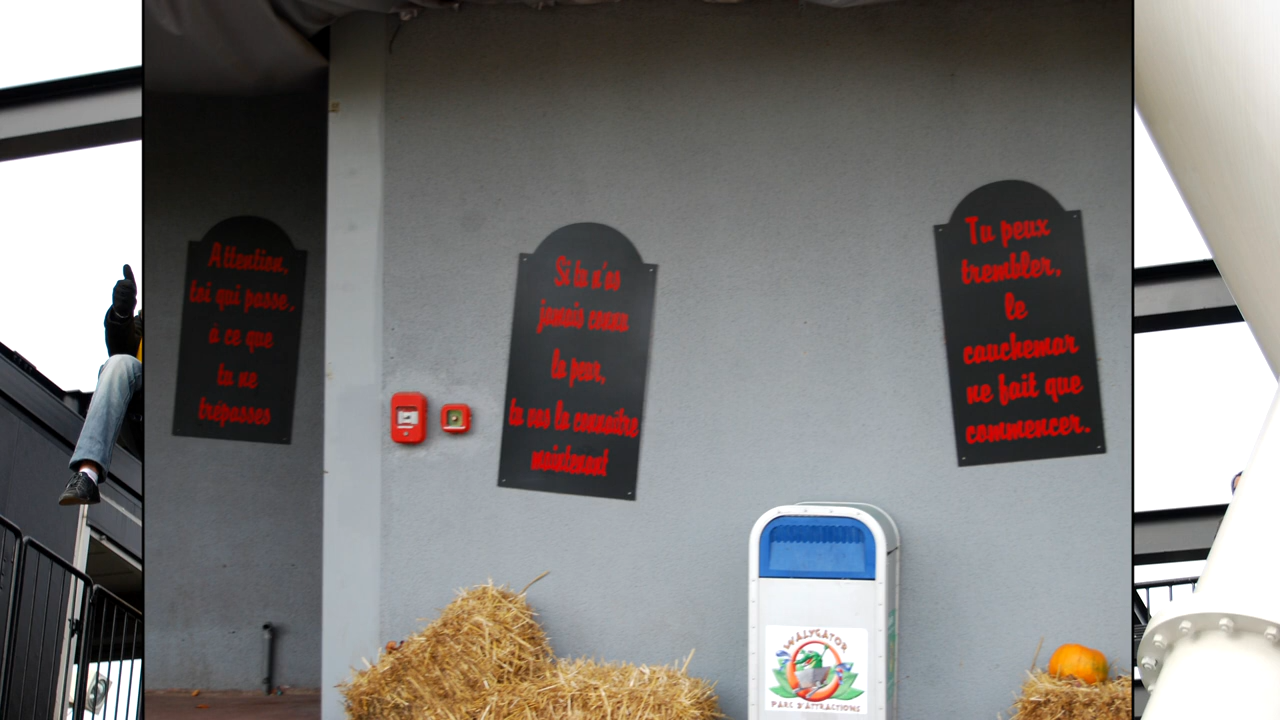 Attention,
toi qui passe,
à ce que
tu ne
trépasses
Si tu n'as
jamais connu
la peur,
tu vas la connaitre
maintenant
Tu peux
trembler,
le
cauchemar
ne fait que
commencer.
WALYGATOR
PARC D'ATTRACTIONS